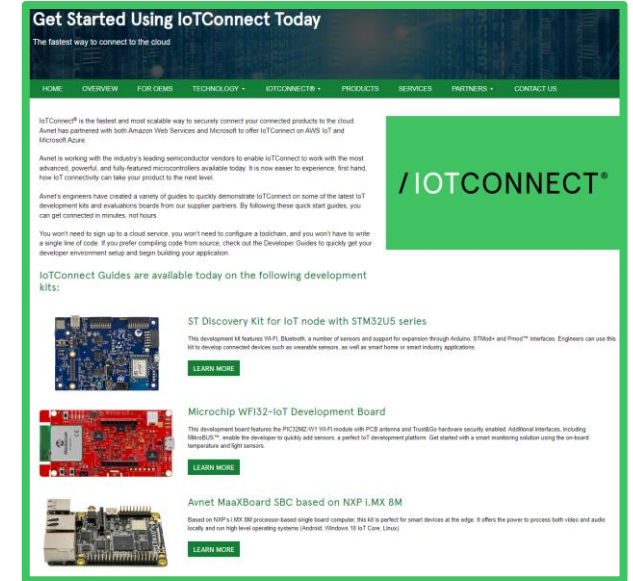 Get Started Using IoTConnect Today
The fastest way to connect to the cloud
HOME OVERVIEW FOR OEMS TECHNOLOGY IOTCONNECT® PRODUCTS SERVICES PARTNERS CONTACT US
IoTConnect® is the fastest and most scalable way to securely connect your connected products to the cloud.
Avnet has partnered with both Amazon Web Services and Microsoft to offer IoTConnect on AWS IoT and
Microsoft Azure
Avnet is working with the industry's leading semiconductor vendors to enable IoTConnect to work with the most
advanced, powerful, and fully-featured microcontrollers available today. It is now easier to experience, first hand,
how IoT connectivity can take your product to the next level.
Avnet's engineers have created a variety of guides to quickly demonstrate IoTConnect on some of the latest IoT
development kits and evaluations boards from our supplier partners. By following these quick start guides, you
can get connected in minutes, not hours.
You won't need to sign up to a cloud service, you won't need to configure a toolchain, and you won't have to write
a single line of code. If you prefer compiling code from source, check out the Developer Guides to quickly get your
developer environment setup and begin building your application.
/IOTCONNECT®
IoTConnect Guides are available today on the following development
kits:
ST Discovery Kit for IoT node with STM32U5 series
This development kit features Wi-Fi, Bluetooth, a number of sensors and support for expansion through Arduino, STMod+ and Pmod™ interfaces. Engineers can use this
kit to develop connected devices such as wearable sensors, as well as smart home or smart industry applications.
LEARN MORE
Microchip WFI32-IoT Development Board
This development board features the PIC32MZ-W1 Wi-Fi module with PCB antenna and Trust&Go hardware security enabled. Additional interfaces, including
MikroBUS™, enable the developer to quickly add sensors, a perfect IoT development platform. Get started with a smart monitoring solution using the on-board
temperature and light sensors.
LEARN MORE
Avnet MaaXBoard SBC based on NXP i.MX 8M
Based on NXP's i.MX 8M processor-based single board computer, this kit is perfect for smart devices at the edge. It offers the power to process both video and audio
locally and run high level operating systems (Android, Windows 10 IoT Core, Linux).
LEARN MORE